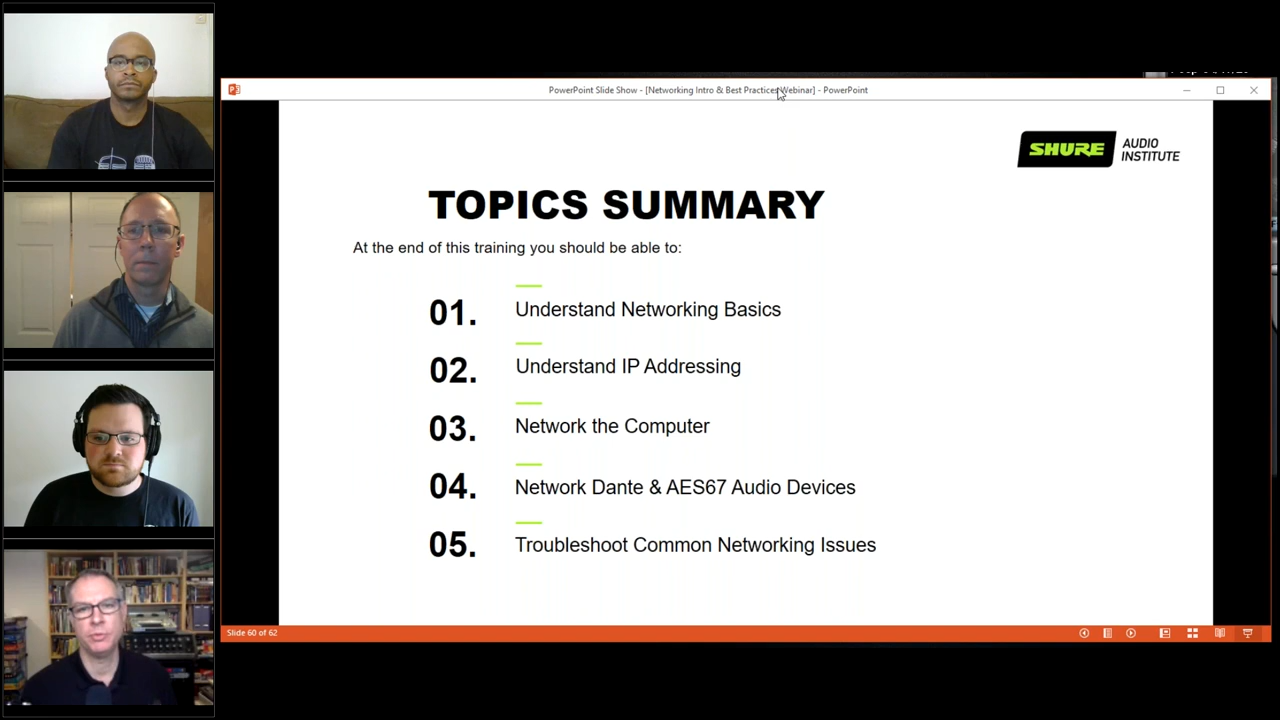 PowerPoint Slide Show - [Networking Intro & Best Practices Webinar] - PowerPoint
SHURE AUDIO INSTITUTE
TOPICS SUMMARY
At the end of this training you should be able to:
01. Understand Networking Basics
02. Understand IP Addressing
03. Network the Computer
04. Network Dante & AES67 Audio Devices
05. Troubleshoot Common Networking Issues
Slide 60 of 62